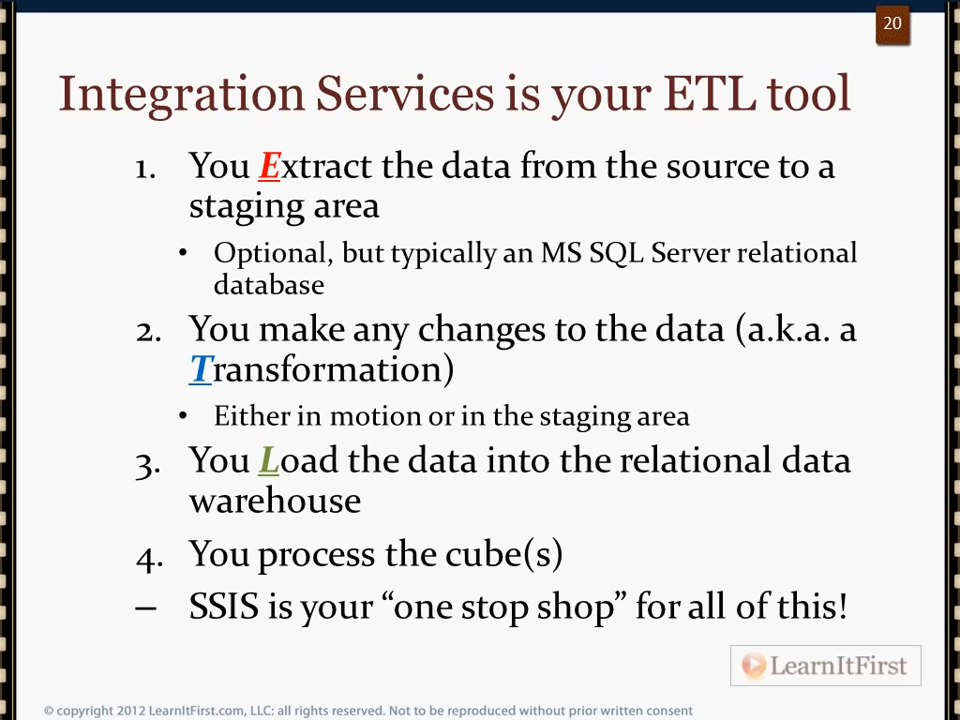 20
Integration Services is your ETL tool
1. You Extract the data from the source to a
staging area
• Optional, but typically an MS SQL Server relational
database
2. You make any changes to the data (a.k.a. a
Transformation)
• Either in motion or in the staging area
3. You Load the data into the relational data
warehouse
4. You process the cube(s)
– SSIS is your “one stop shop” for all of this!
LearnItFirst
© copyright 2012 LearnItFirst.com, LLC: all rights reserved. Not to be reproduced without prior written consent